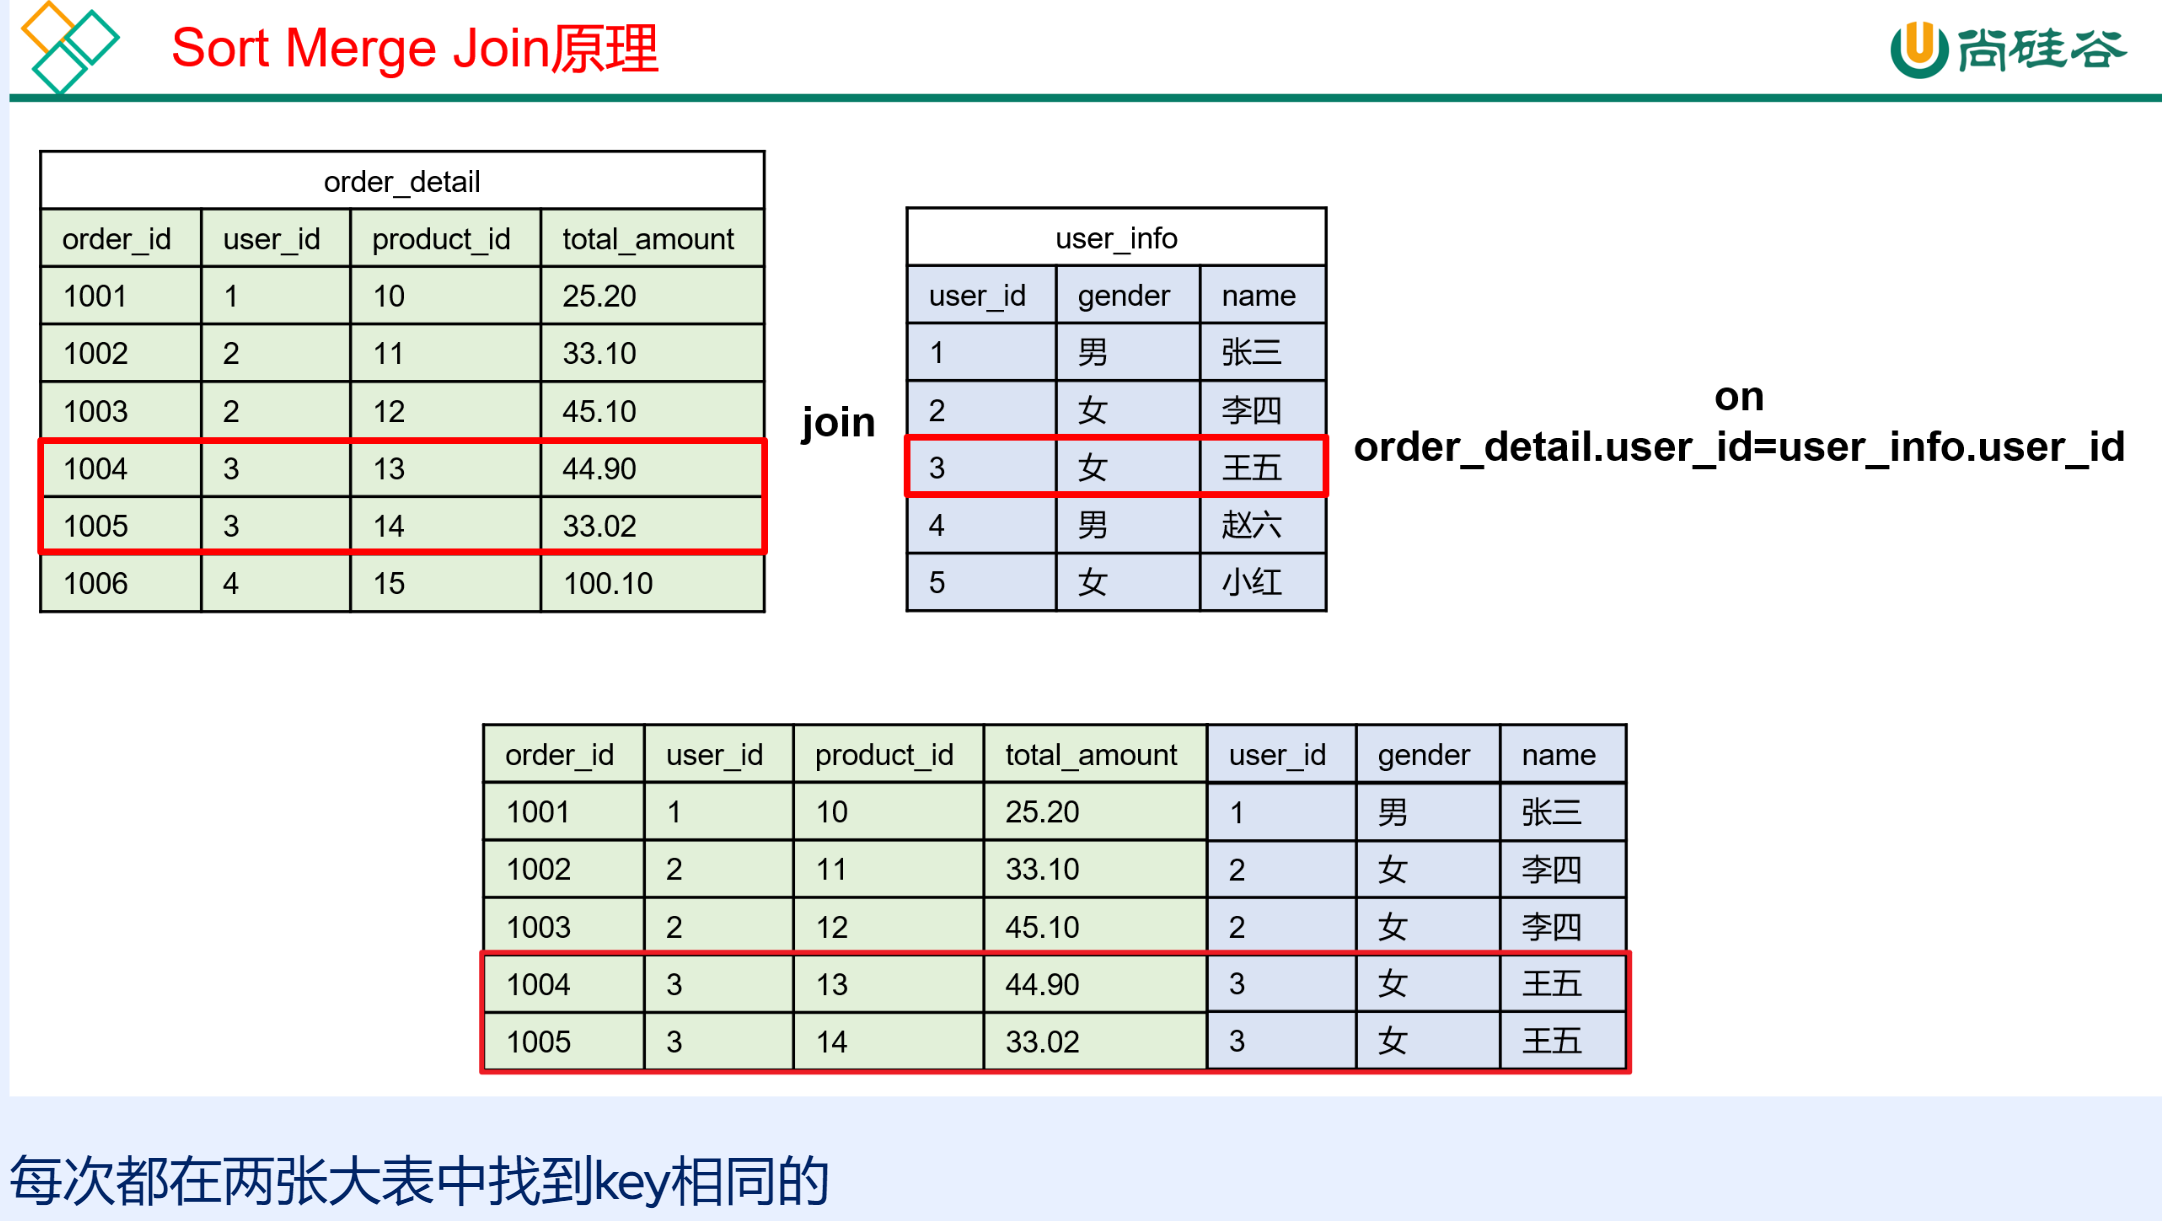 Sort Merge Join原理
尚硅谷
order_detail
order_id user_id product_id total_amount
1001 1 10 25.20
1002 2 11 33.10
1003 2 12 45.10
1004 3 13 44.90
1005 3 14 33.02
1006 4 15 100.10
join
user_info
user_id gender name
1 男 张三
2 女 李四
3 女 王五
4 男 赵六
5 女 小红
on
order_detail.user_id=user_info.user_id
order_id user_id product_id total_amount user_id gender name
1001 1 10 25.20 1 男 张三
1002 2 11 33.10 2 女 李四
1003 2 12 45.10 2 女 李四
1004 3 13 44.90 3 女 王五
1005 3 14 33.02 3 女 王五
每次都在两张大表中找到key相同的